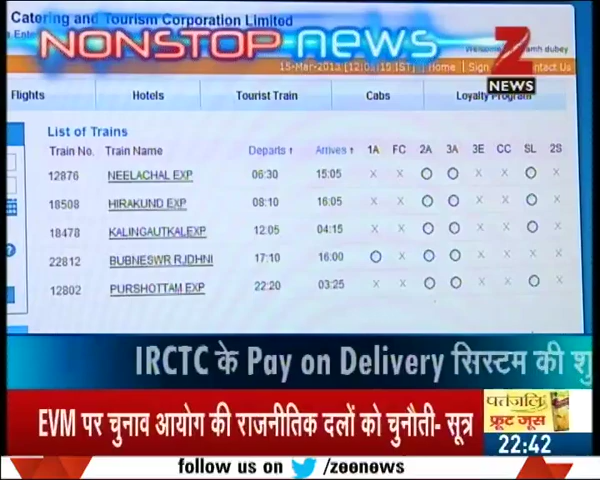 Catering and Tourism Corporation Limited
NONSTOP NEWS
Z
NEWS
15-Mar-2013 [12:03:19 IST] Home Sign Contact Us
Flights Hotels Tourist Train Cabs Loyalty Program
List of Trains
Train No. Train Name Departs ↑ Arrives ↑ 1A FC 2A 3A 3E CC SL 2S
12876 NEELACHAL EXP 06:30 15:05 X X O O X X O X
18508 HIRAKUND EXP 08:10 16:05 X X O O X X O X
18478 KALINGAUTKALEXP 12:05 04:15 X X O O X X O X
22812 BUBNESWR RJDHNI 17:10 16:00 O X O O X X X X
12802 PURSHOTTAM EXP 22:20 03:25 X X O O X X O X
IRCTC के Pay on Delivery सिस्टम की शु
EVM पर चुनाव आयोग की राजनीतिक दलों को चुनौती- सूत्र
पतंजलि
फ्रूट जूस
22:42
follow us on /zeenews